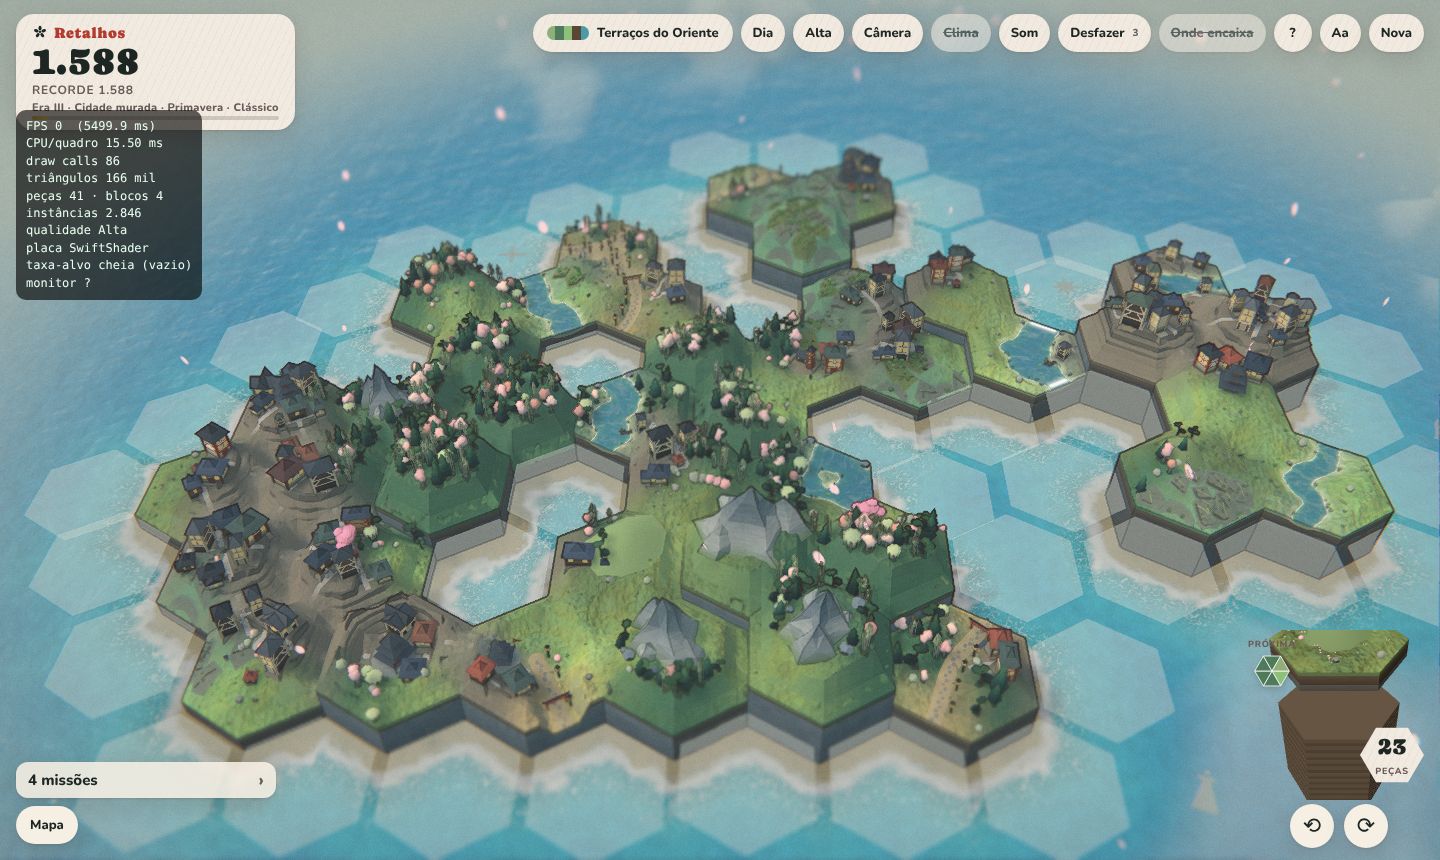 Retalhos
1.588
RECORDE 1.588
Era III · Cidade murada · Primavera · Clássico
FPS 0 (5499.9 ms)
CPU/quadro 15.50 ms
draw calls 86
triângulos 166 mil
peças 41 · blocos 4
instâncias 2.846
qualidade Alta
placa SwiftShader
taxa-alvo cheia (vazio)
monitor ?
Terraços do Oriente
Dia
Alta
Câmera
Clima
Som
Desfazer 3
Onde encaixa
?
Aa
Nova
PRÓXIMA
23
PEÇAS
4 missões ›
Mapa
⟲
⟳